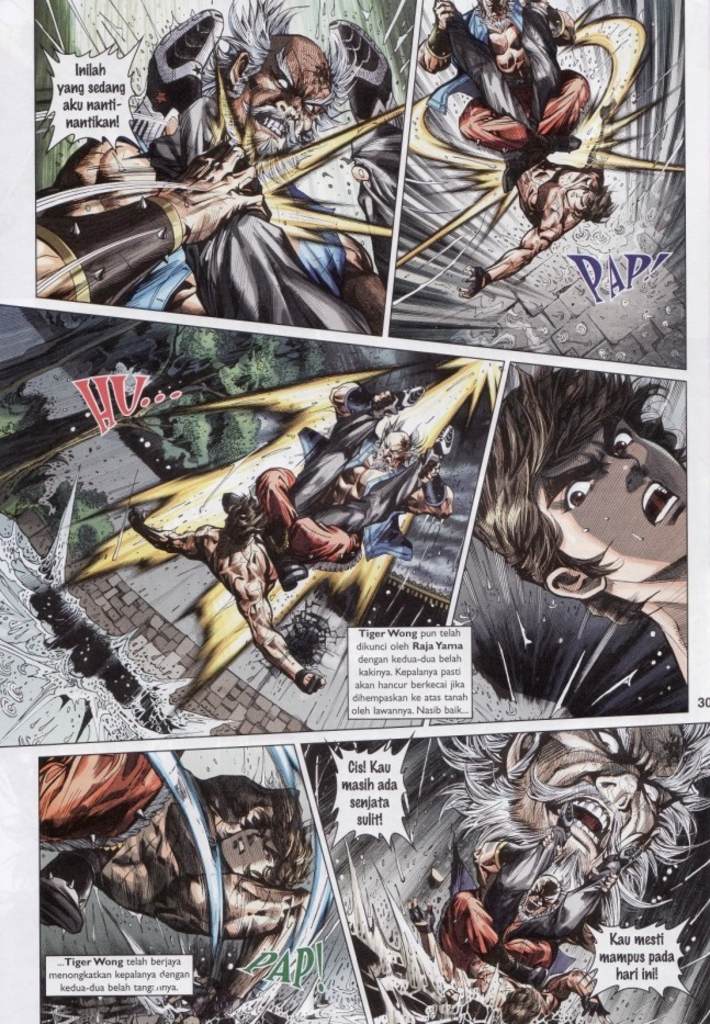 Inilah
yang sedang
aku nanti-
nantikan!
PAP!
HU...
Tiger Wong pun telah
dikunci oleh Raja Yama
dengan kedua-dua belah
kakinya. Kepalanya pasti
akan hancur berkecai jika
dihempaskan ke atas tanah
oleh lawannya. Nasib baik...
30
...Tiger Wong telah berjaya
menongkatkan kepalanya dengan
kedua-dua belah tangannya.
PAP!
Cis! Kau
masih ada
senjata
sulit!
Kau mesti
mampus pada
hari ini!